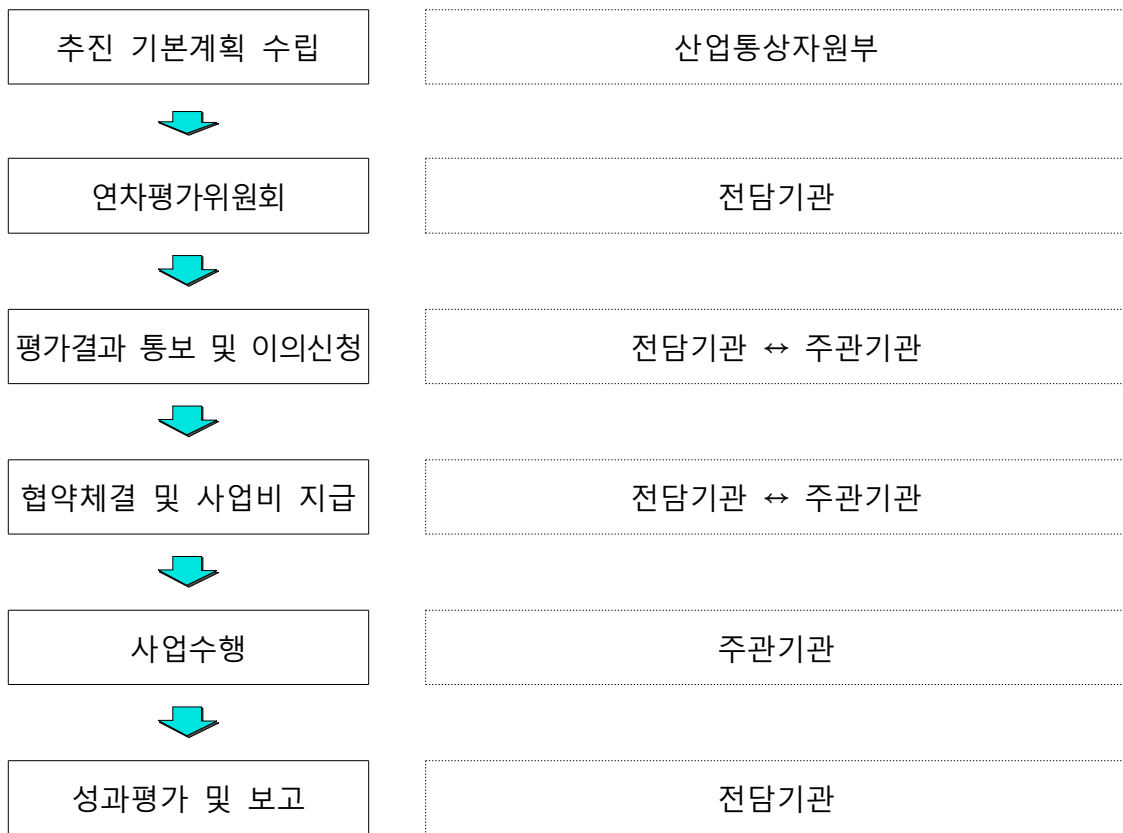 추진 기본계획 수립
산업통상자원부
연차평가위원회
전담기관
평가결과 통보 및 이의신청
전담기관 ↔ 주관기관
협약체결 및 사업비 지급
전담기관 ↔ 주관기관
사업수행
주관기관
성과평가 및 보고
전담기관